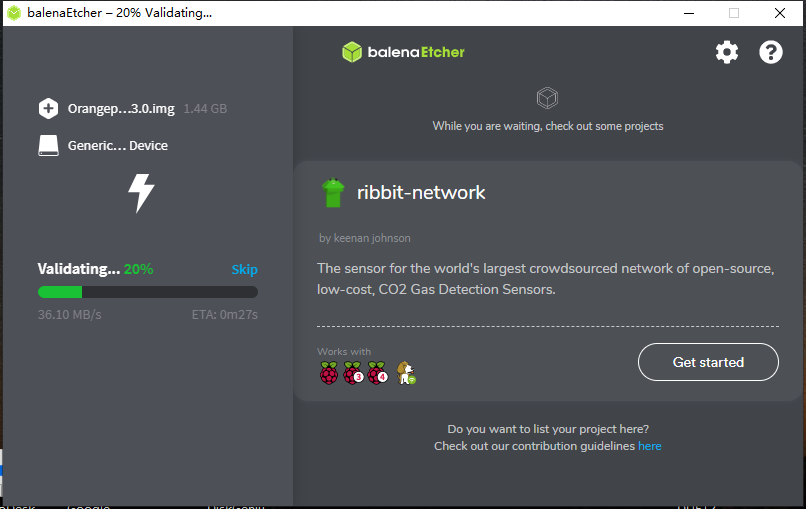 balenaEtcher – 20% Validating...
balenaEtcher
Orangep...3.0.img 1.44 GB
While you are waiting, check out some projects
Generic... Device
ribbit-network
by keenan johnson
Validating... 20% Skip
The sensor for the world's largest crowdsourced network of open-source,
low-cost, CO2 Gas Detection Sensors.
36.10 MB/s ETA: 0m27s
Works with
3 4
Get started
Do you want to list your project here?
Check out our contribution guidelines here